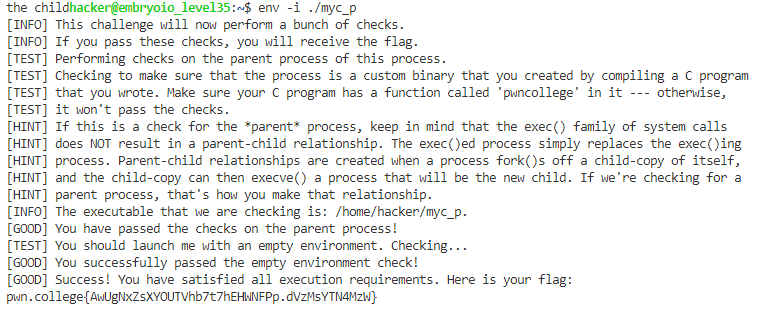 the childhacker@embryoio_level35:~$ env -i ./myc_p
[INFO] This challenge will now perform a bunch of checks.
[INFO] If you pass these checks, you will receive the flag.
[TEST] Performing checks on the parent process of this process.
[TEST] Checking to make sure that the process is a custom binary that you created by compiling a C program
[TEST] that you wrote. Make sure your C program has a function called 'pwncollege' in it --- otherwise,
[TEST] it won't pass the checks.
[HINT] If this is a check for the *parent* process, keep in mind that the exec() family of system calls
[HINT] does NOT result in a parent-child relationship. The exec()ed process simply replaces the exec()ing
[HINT] process. Parent-child relationships are created when a process fork()s off a child-copy of itself,
[HINT] and the child-copy can then execve() a process that will be the new child. If we're checking for a
[HINT] parent process, that's how you make that relationship.
[INFO] The executable that we are checking is: /home/hacker/myc_p.
[GOOD] You have passed the checks on the parent process!
[TEST] You should launch me with an empty environment. Checking...
[GOOD] You successfully passed the empty environment check!
[GOOD] Success! You have satisfied all execution requirements. Here is your flag:
pwn.college{AwUgNxZsXYOUTVhb7t7hEHWNFPp.dVzMsYTN4MzW}